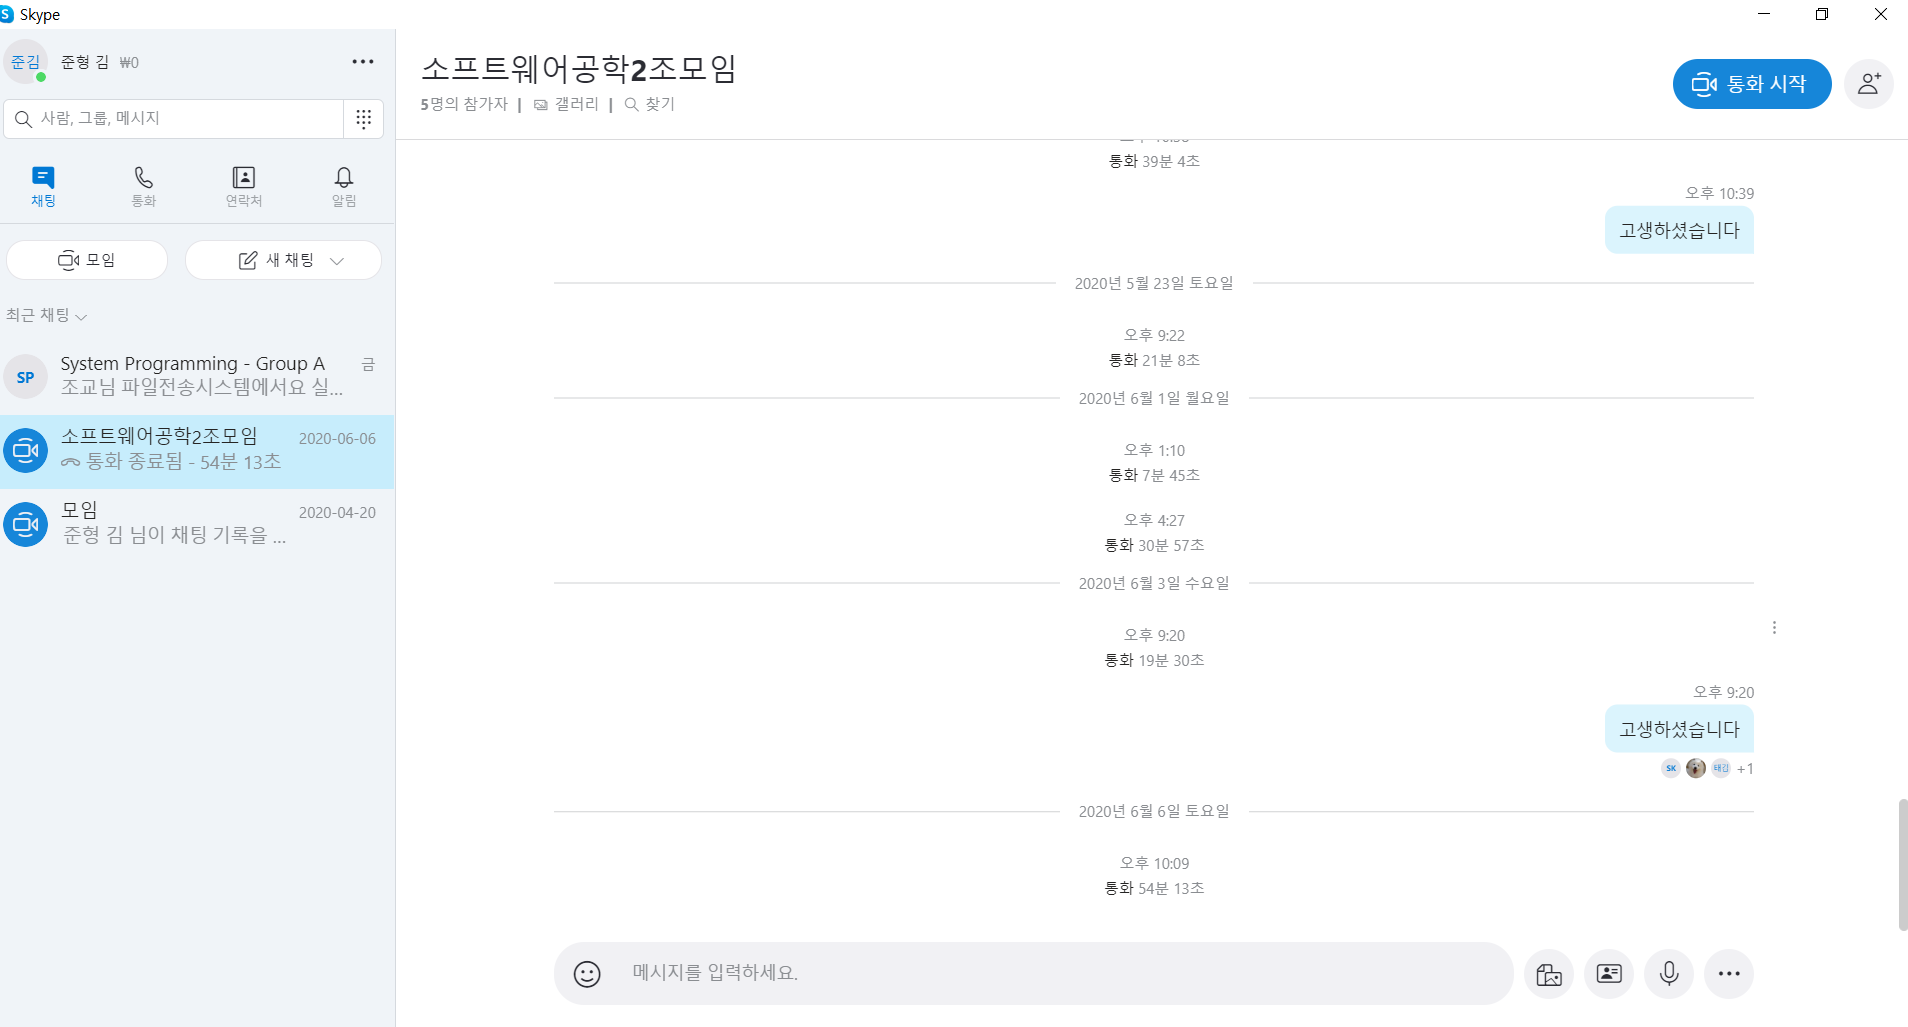 Skype
준김 준형 김 ₩0
사람, 그룹, 메시지
채팅 통화 연락처 알림
모임 새 채팅
최근 채팅
SP System Programming - Group A 금
조교님 파일전송시스템에서요 실...
소프트웨어공학2조모임 2020-06-06
통화 종료됨 - 54분 13초
모임 2020-04-20
준형 김 님이 채팅 기록을 ...
소프트웨어공학2조모임
5명의 참가자 | 갤러리 | 찾기
통화 시작
통화 39분 4초
오후 10:39
고생하셨습니다
2020년 5월 23일 토요일
오후 9:22
통화 21분 8초
2020년 6월 1일 월요일
오후 1:10
통화 7분 45초
오후 4:27
통화 30분 57초
2020년 6월 3일 수요일
오후 9:20
통화 19분 30초
오후 9:20
고생하셨습니다
SK 태김 +1
2020년 6월 6일 토요일
오후 10:09
통화 54분 13초
메시지를 입력하세요.